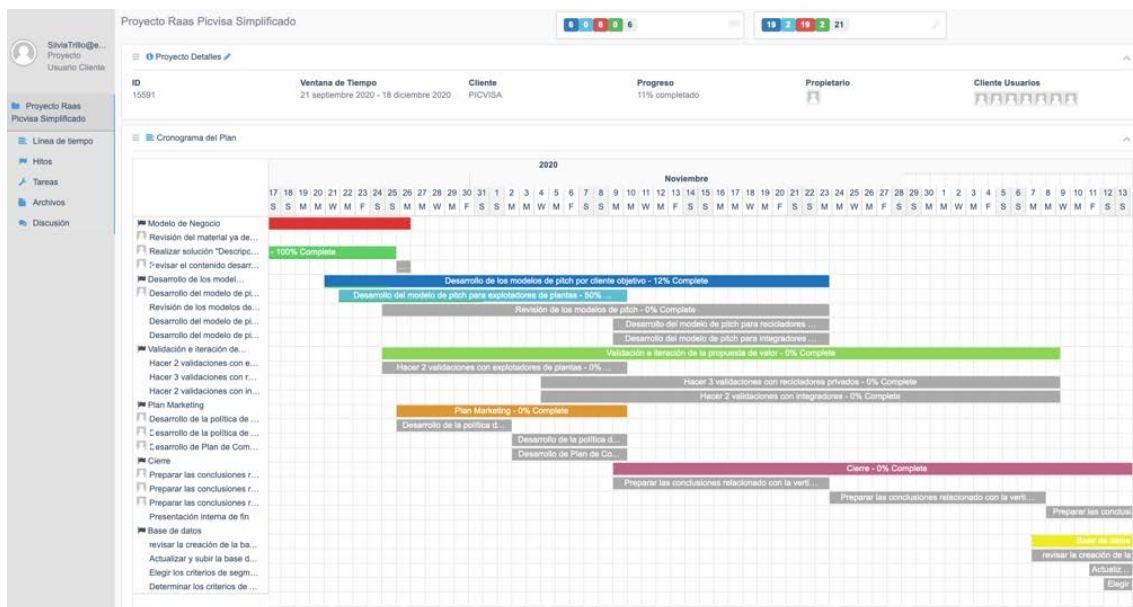 Proyecto Raas Picvisa Simplificado
6 0 6 0 6
19 2 19 2 21
SilviaTrillo@e...
Proyecto
Usuario Cliente
Proyecto Raas
Picvisa Simplificado
Línea de tiempo
Hitos
Tareas
Archivos
Discusión
Proyecto Detalles
ID Ventana de Tiempo Cliente Progreso Propietario Cliente Usuarios
15591 21 septiembre 2020 - 18 diciembre 2020 PICVISA 11% completado
Cronograma del Plan
2020
Noviembre
17 18 19 20 21 22 23 24 25 26 27 28 29 30 31 1 2 3 4 5 6 7 8 9 10 11 12 13 14 15 16 17 18 19 20 21 22 23 24 25 26 27 28 29 30 1 2 3 4 5 6 7 8 9 10 11 12 13
S S M M W M F S S M M W M F S S M M W M F S S M M W M F S S M M W M F S S M M W M F S S M M W M F S S M M W M F S S
Modelo de Negocio
Revisión del material ya de...
Realizar solución "Descripc... - 100% Complete
Revisar el contenido desarr... ...
Desarrollo de los model... Desarrollo de los modelos de pitch por cliente objetivo - 12% Complete
Desarrollo del modelo de pi... Desarrollo del modelo de pitch para explotadores de plantas - 50% ...
Revisión de los modelos de... Revisión de los modelos de pitch - 0% Complete
Desarrollo del modelo de pi... Desarrollo del modelo de pitch para recicladores ...
Desarrollo del modelo de pi... Desarrollo del modelo de pitch para integradores ...
Validación e iteración de... Validación e iteración de la propuesta de valor - 0% Complete
Hacer 2 validaciones con e... Hacer 2 validaciones con explotadores de plantas - 0% ...
Hacer 3 validaciones con r... Hacer 3 validaciones con recicladores privados - 0% Complete
Hacer 2 validaciones con in... Hacer 2 validaciones con integradores - 0% Complete
Plan Marketing Plan Marketing - 0% Complete
Desarrollo de la política de ... Desarrollo de la política d...
Desarrollo de la política de ... Desarrollo de la política d...
Desarrollo de Plan de Com... Desarrollo de Plan de Co...
Cierre Cierre - 0% Complete
Preparar las conclusiones r... Preparar las conclusiones relacionado con la verti...
Preparar las conclusiones r... Preparar las conclusiones relacionado con la verti...
Preparar las conclusiones r... Preparar las conclusi
Presentación interna de fin
Base de datos Base de datos
revisar la creación de la ba... revisar la creación de la
Actualizar y subir la base d... Actualiz...
Elegir los criterios de segm... Elegir
Determinar los criterios de ...